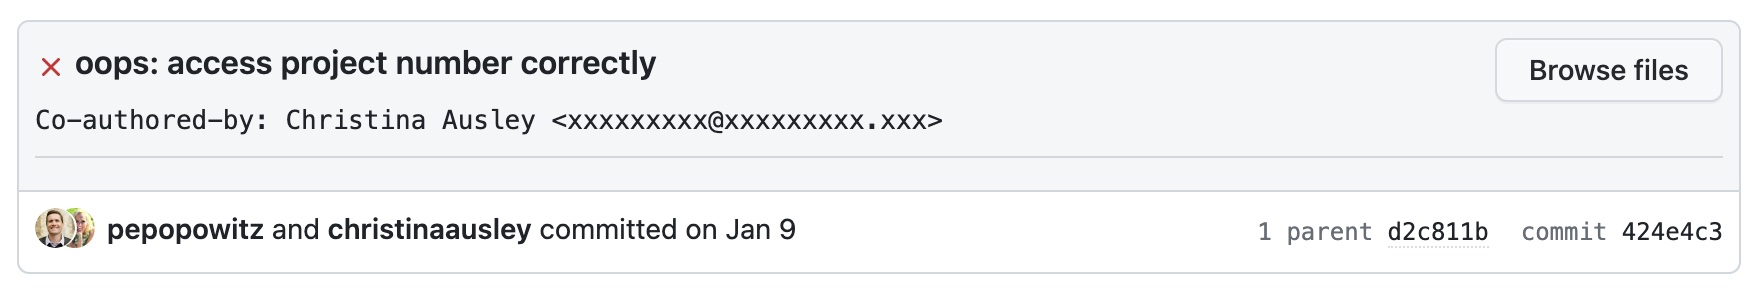 oops: access project number correctly
Browse files
Co-authored-by: Christina Ausley <xxxxxxxxx@xxxxxxxxx.xxx>
pepopowitz and christinaausley committed on Jan 9
1 parent d2c811b commit 424e4c3